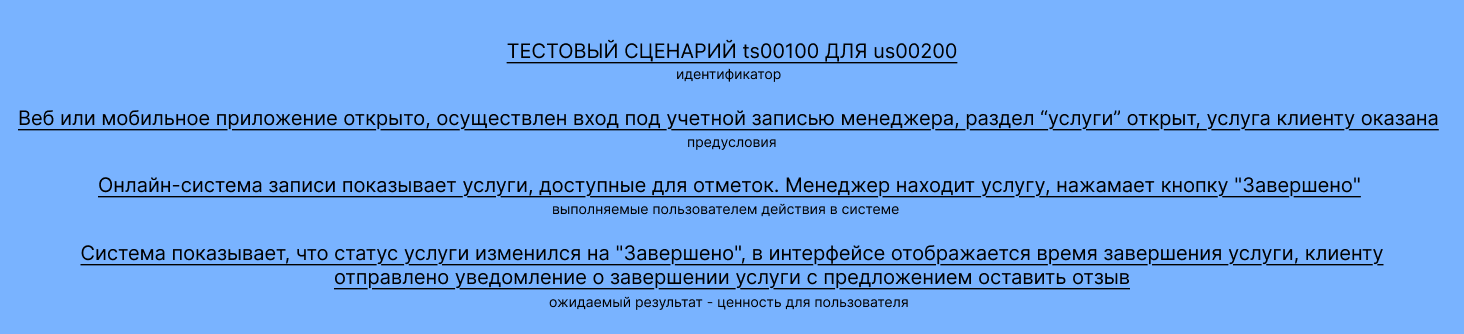 ТЕСТОВЫЙ СЦЕНАРИЙ ts00100 ДЛЯ us00200
идентификатор
Веб или мобильное приложение открыто, осуществлен вход под учетной записью менеджера, раздел “услуги” открыт, услуга клиенту оказана
предусловия
Онлайн-система записи показывает услуги, доступные для отметок. Менеджер находит услугу, нажамает кнопку "Завершено"
выполняемые пользователем действия в системе
Система показывает, что статус услуги изменился на "Завершено", в интерфейсе отображается время завершения услуги, клиенту
отправлено уведомление о завершении услуги с предложением оставить отзыв
ожидаемый результат - ценность для пользователя